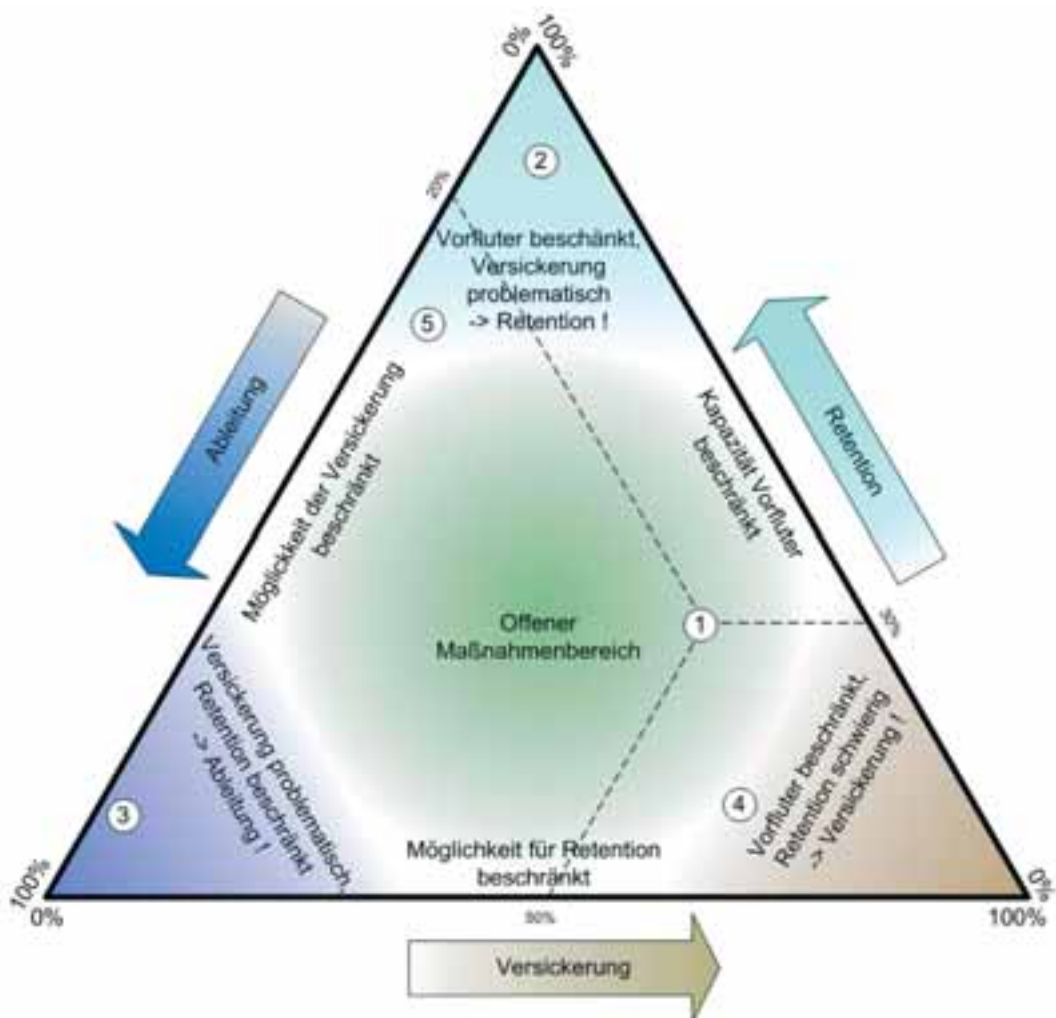 0%
100%
2
20%
Vorfluter beschänkt,
Versickerung
problematisch
-> Retention !
5
Ableitung
Möglickkeit der Versickerung
beschränkt
Kapazität Vorfluter
beschränkt
Retention
Offener
Maßnahmenbereich
1
30%
Versickerung problematisch,
Retention beschränkt
-> Ableitung !
3
Vorfluter beschränkt,
Retention schwierig
-> Versickerung !
4
Möglichkeit für Retention
beschränkt
100%
0%
50%
0%
100%
Versickerung